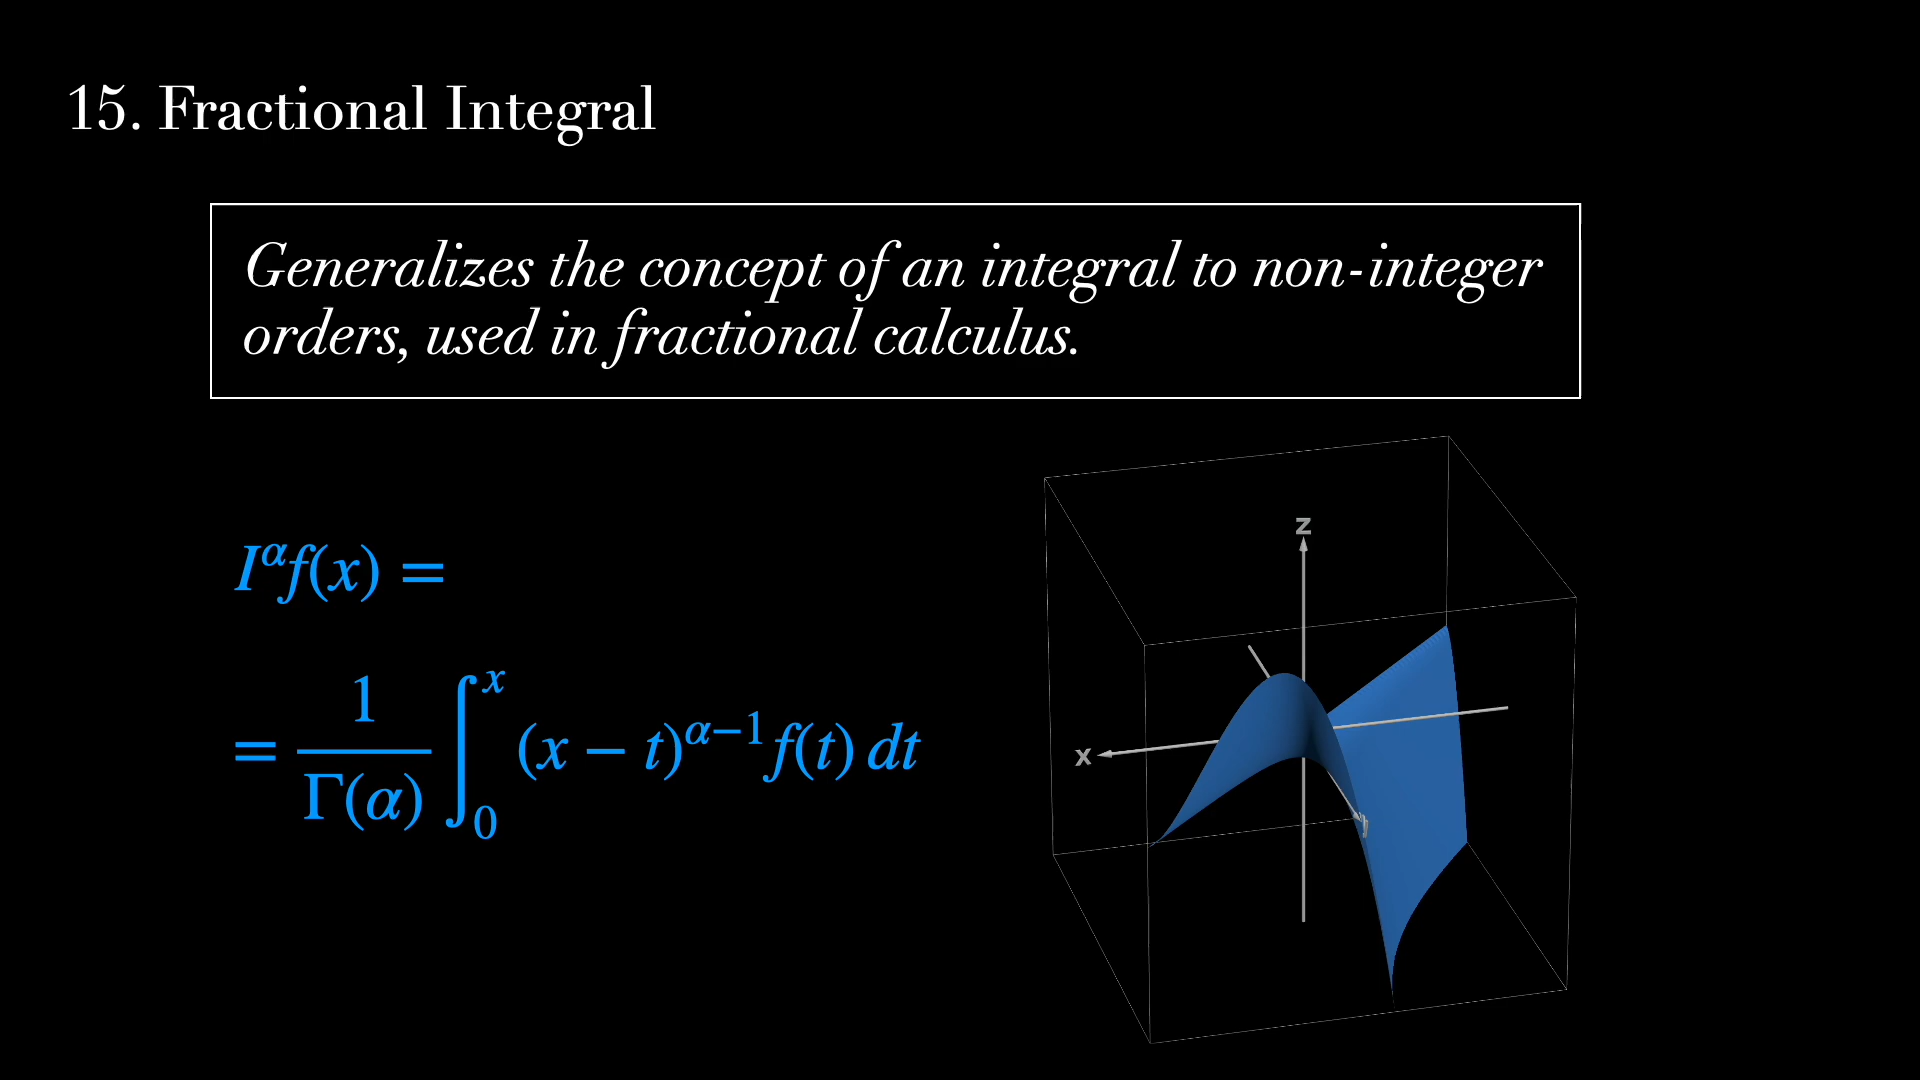 15. Fractional Integral
Generalizes the concept of an integral to non-integer
orders, used in fractional calculus.
I^α f(x) =
= 1/Γ(α) ∫_0^x (x − t)^{α−1} f(t) dt
z
x
y